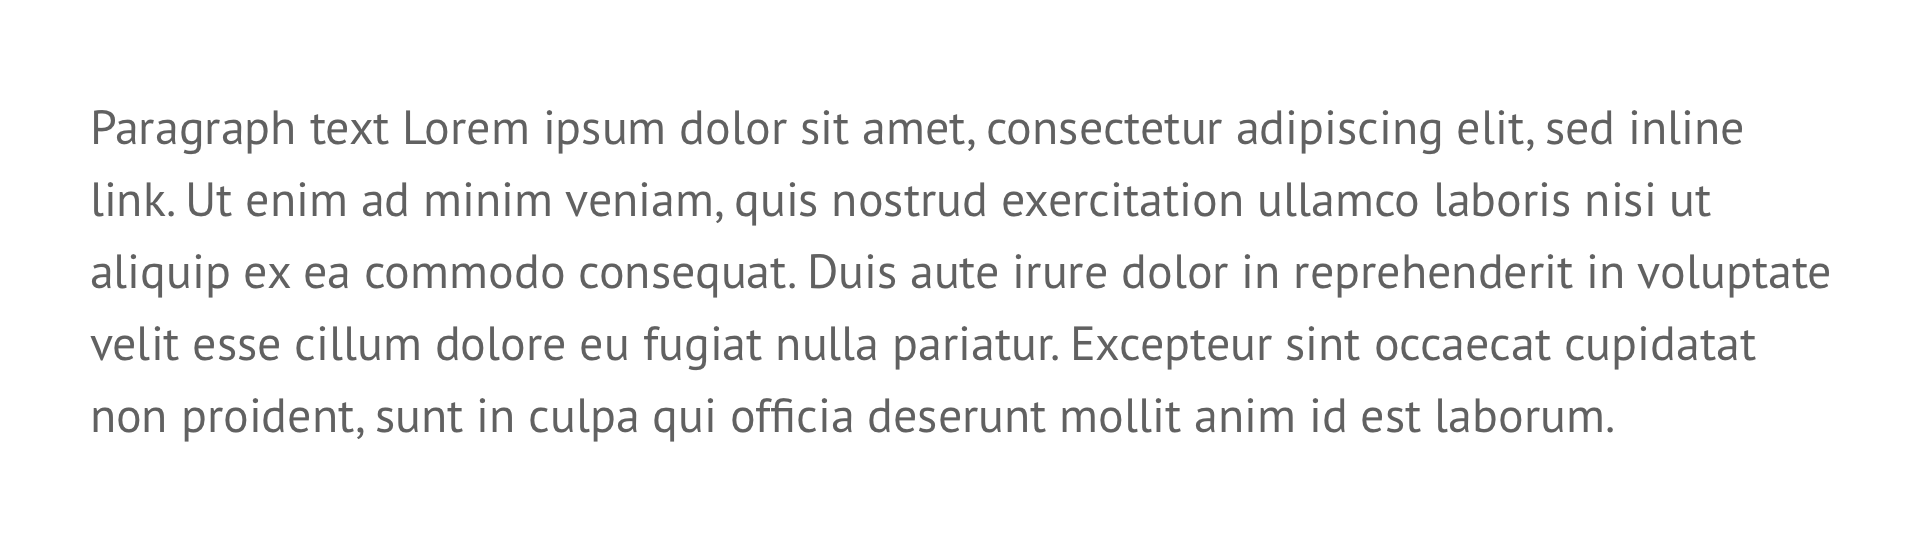 Paragraph text Lorem ipsum dolor sit amet, consectetur adipiscing elit, sed inline
link. Ut enim ad minim veniam, quis nostrud exercitation ullamco laboris nisi ut
aliquip ex ea commodo consequat. Duis aute irure dolor in reprehenderit in voluptate
velit esse cillum dolore eu fugiat nulla pariatur. Excepteur sint occaecat cupidatat
non proident, sunt in culpa qui officia deserunt mollit anim id est laborum.